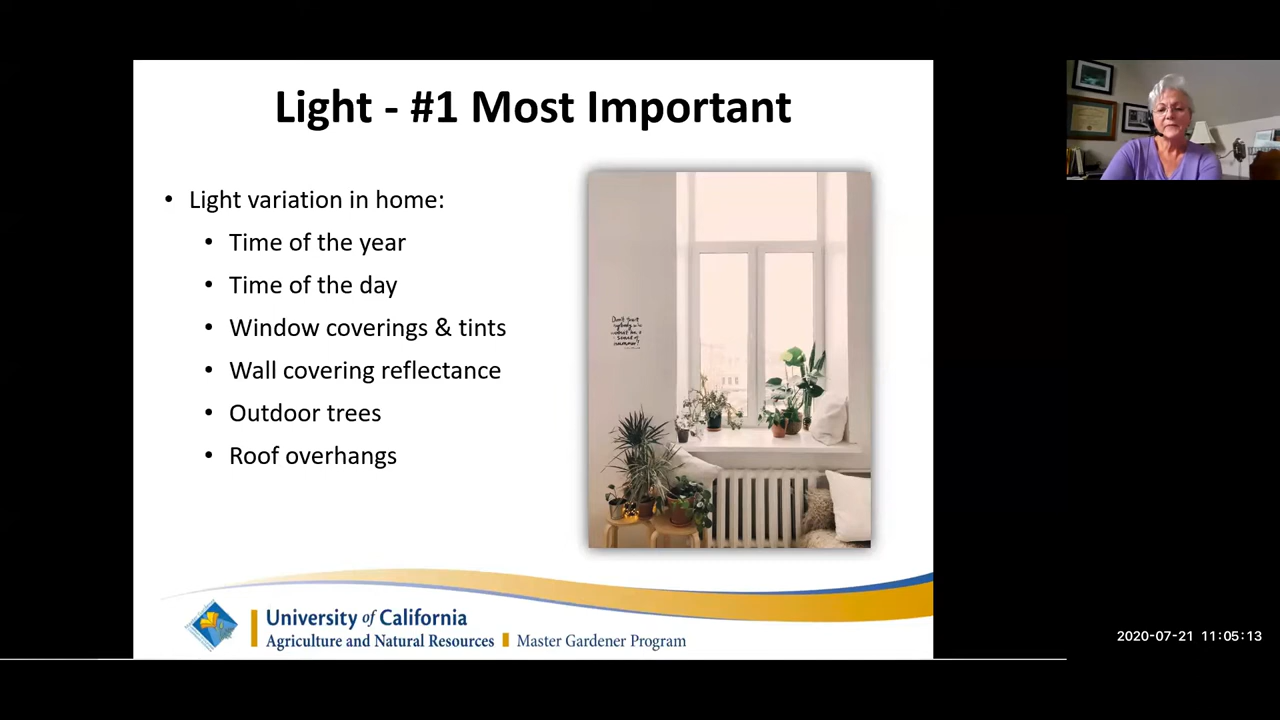 Light - #1 Most Important
• Light variation in home:
• Time of the year
• Time of the day
• Window coverings & tints
• Wall covering reflectance
• Outdoor trees
• Roof overhangs
University of California
Agriculture and Natural Resources Master Gardener Program
2020-07-21 11:05:13